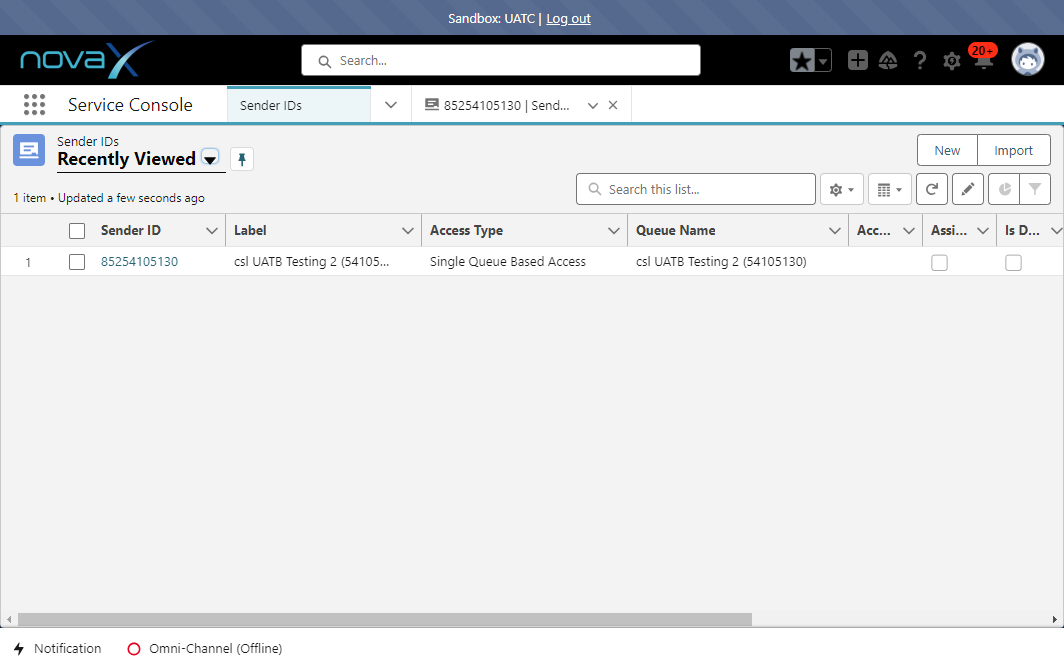 Sandbox: UATC | Log out
novaX
Search...
20+
Service Console
Sender IDs
85254105130 | Send...
Sender IDs
Recently Viewed
New
Import
1 item • Updated a few seconds ago
Search this list...
Sender ID
Label
Access Type
Queue Name
Acc...
Assi...
Is D...
1
85254105130
csl UATB Testing 2 (54105...
Single Queue Based Access
csl UATB Testing 2 (54105130)
Notification
Omni-Channel (Offline)